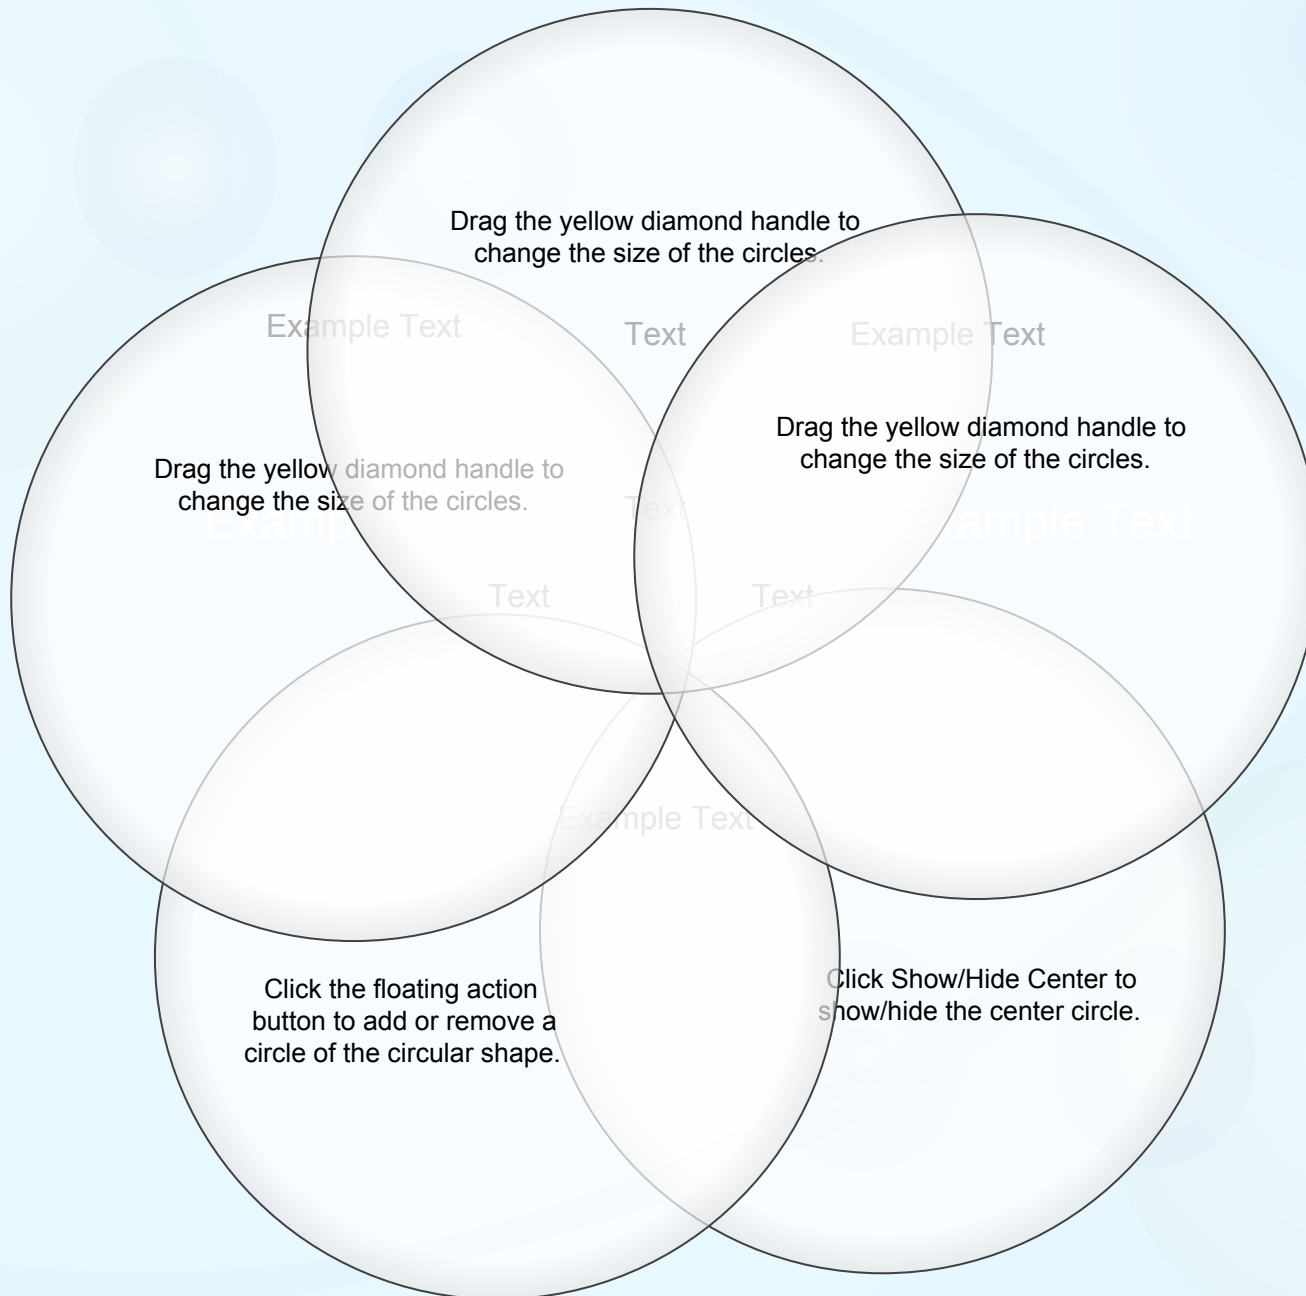 Drag the yellow diamond handle to
change the size of the circles.
Example Text
Text
Example Text
Drag the yellow diamond handle to
change the size of the circles.
Drag the yellow diamond handle to
change the size of the circles.
Text
Example Text
Text
Text
Example Text
Click the floating action
button to add or remove a
circle of the circular shape.
Click Show/Hide Center to
show/hide the center circle.